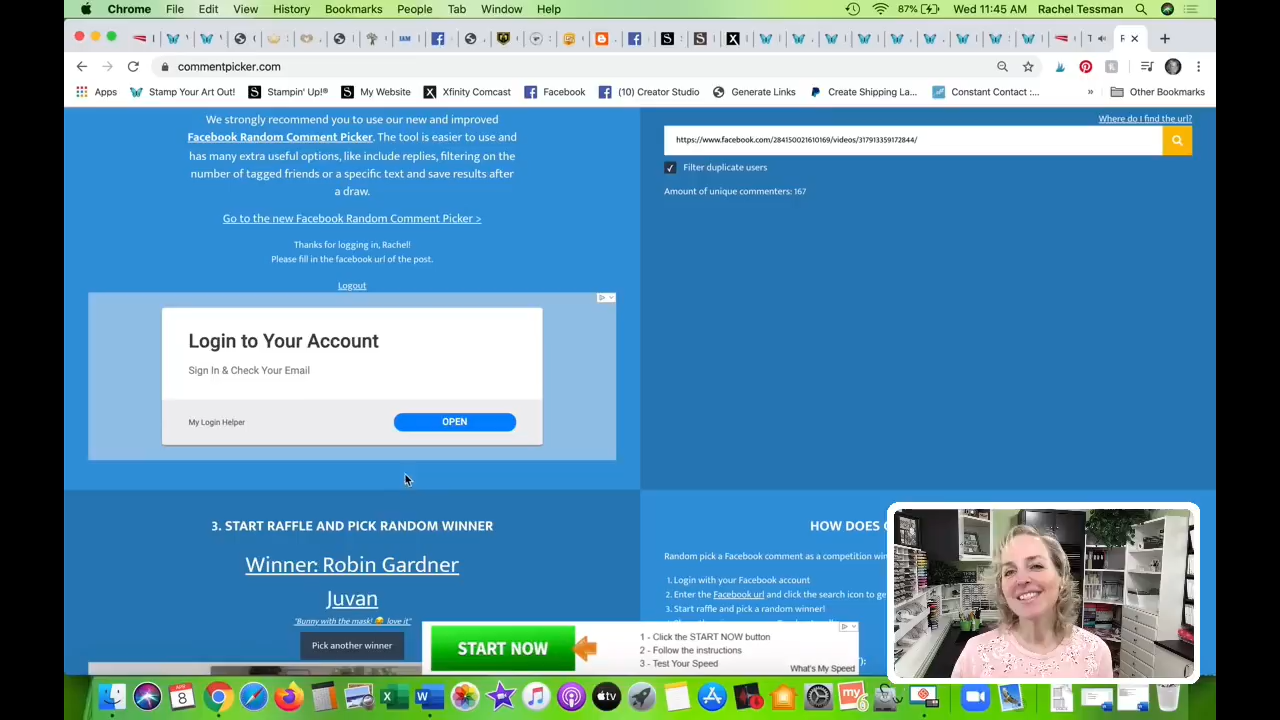 Chrome File Edit View History Bookmarks People Tab Window Help 87% Wed 11:45 AM Rachel Tessman
commentpicker.com
Apps Stamp Your Art Out! Stampin' Up!® My Website Xfinity Comcast Facebook (10) Creator Studio Generate Links Create Shipping La... Constant Contact :... » Other Bookmarks
We strongly recommend you to use our new and improved
Facebook Random Comment Picker. The tool is easier to use and
has many extra useful options, like include replies, filtering on the
number of tagged friends or a specific text and save results after
a draw.
Go to the new Facebook Random Comment Picker >
Thanks for logging in, Rachel!
Please fill in the facebook url of the post.
Logout
Login to Your Account
Sign In & Check Your Email
My Login Helper OPEN
Where do I find the url?
https://www.facebook.com/284150021610169/videos/317913359172844/
Filter duplicate users
Amount of unique commenters: 167
3. START RAFFLE AND PICK RANDOM WINNER
Winner: Robin Gardner
Juvan
"Bunny with the mask! 😂 love it"
Pick another winner
HOW DOES
Random pick a Facebook comment as a competition win
1. Login with your Facebook account
2. Enter the Facebook url and click the search icon to ge
3. Start raffle and pick a random winner!
START NOW
1 - Click the START NOW button
2 - Follow the instructions
3 - Test Your Speed
What's My Speed